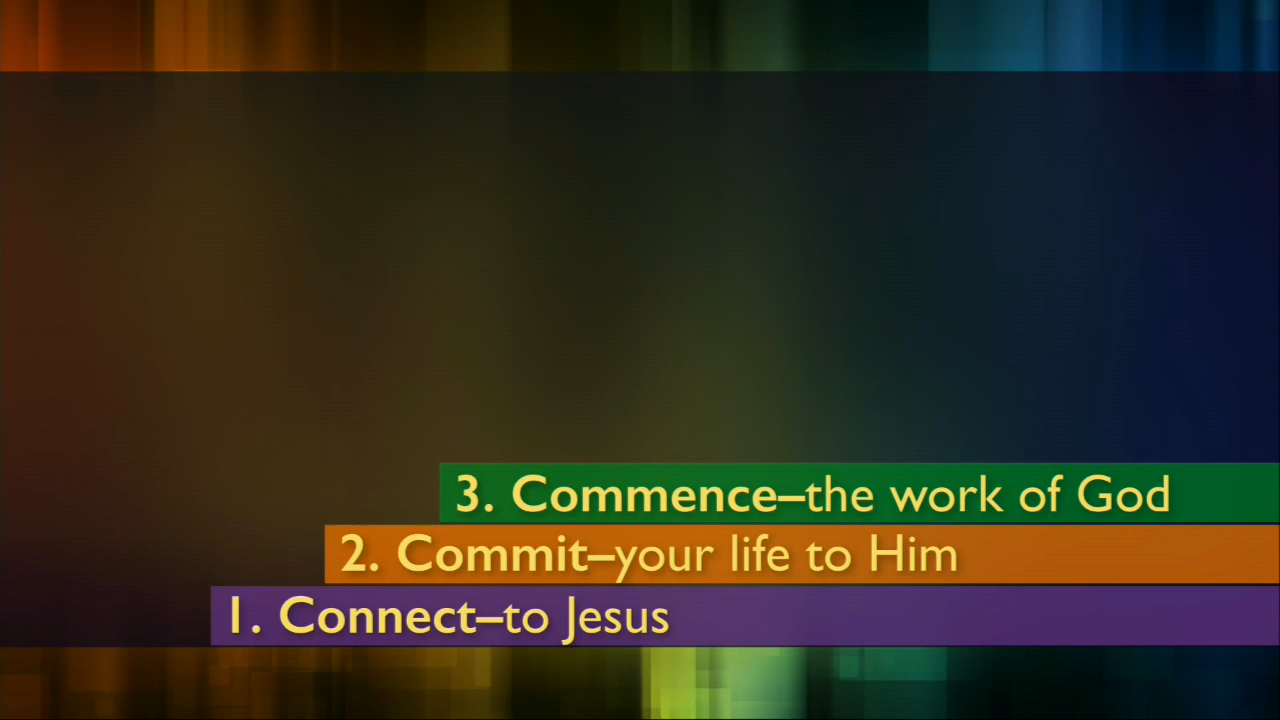 3. Commence–the work of God
2. Commit–your life to Him
1. Connect–to Jesus